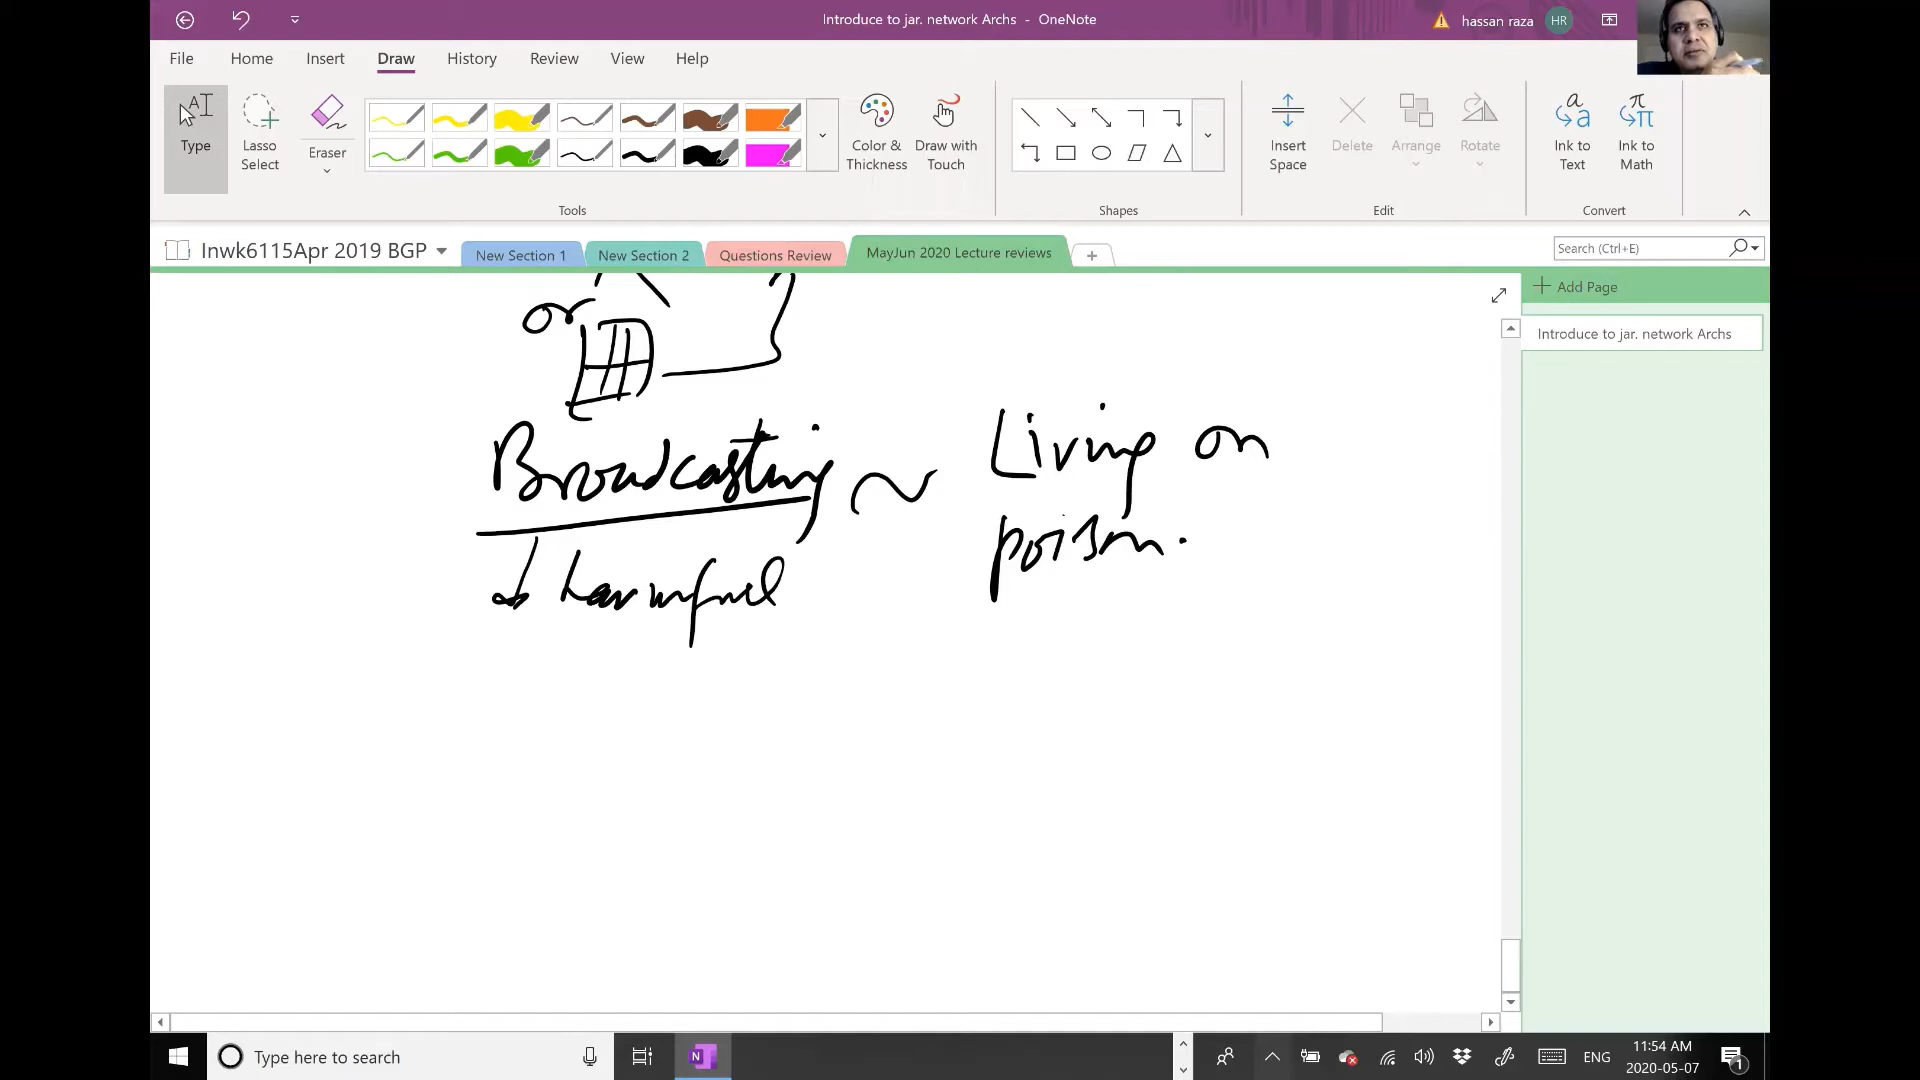 Introduce to jar. network Archs - OneNote
hassan raza HR
File Home Insert Draw History Review View Help
Type
Lasso Select
Eraser
Color & Thickness
Draw with Touch
Insert Space
Delete
Arrange
Rotate
Ink to Text
Ink to Math
Tools Shapes Edit Convert
Inwk6115Apr 2019 BGP New Section 1 New Section 2 Questions Review MayJun 2020 Lecture reviews + Search (Ctrl+E)
Add Page
Introduce to jar. network Archs
or
Broadcasting ~ Living on
poison.
harmful
Type here to search
N
ENG
11:54 AM
2020-05-07
1